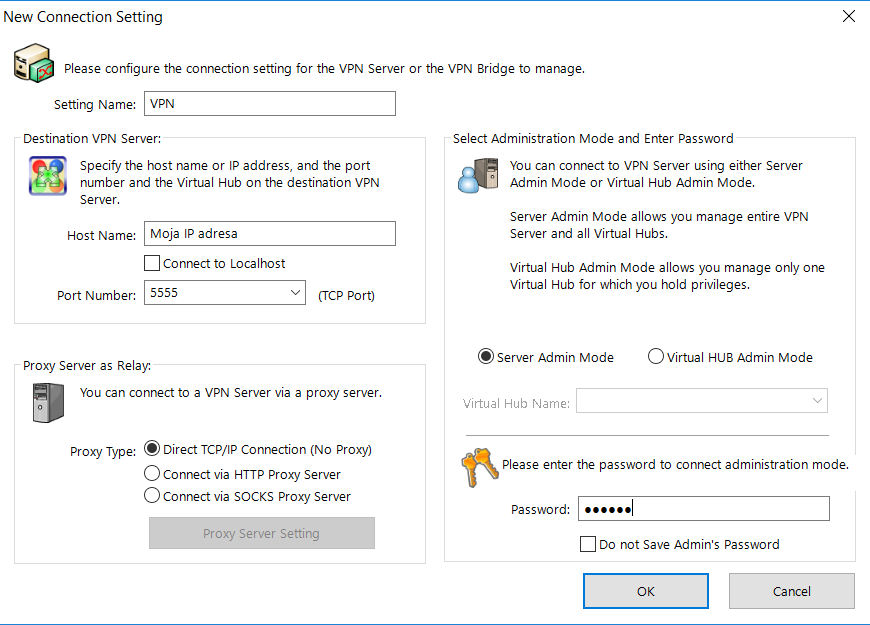 New Connection Setting
Please configure the connection setting for the VPN Server or the VPN Bridge to manage.
Setting Name: VPN
Destination VPN Server:
Specify the host name or IP address, and the port
number and the Virtual Hub on the destination VPN
Server.
Host Name: Moja IP adresa
Connect to Localhost
Port Number: 5555 (TCP Port)
Proxy Server as Relay:
You can connect to a VPN Server via a proxy server.
Proxy Type: Direct TCP/IP Connection (No Proxy)
Connect via HTTP Proxy Server
Connect via SOCKS Proxy Server
Proxy Server Setting
Select Administration Mode and Enter Password
You can connect to VPN Server using either Server
Admin Mode or Virtual Hub Admin Mode.
Server Admin Mode allows you manage entire VPN
Server and all Virtual Hubs.
Virtual Hub Admin Mode allows you manage only one
Virtual Hub for which you hold privileges.
Server Admin Mode Virtual HUB Admin Mode
Virtual Hub Name:
Please enter the password to connect administration mode.
Password: ●●●●●●
Do not Save Admin's Password
OK Cancel